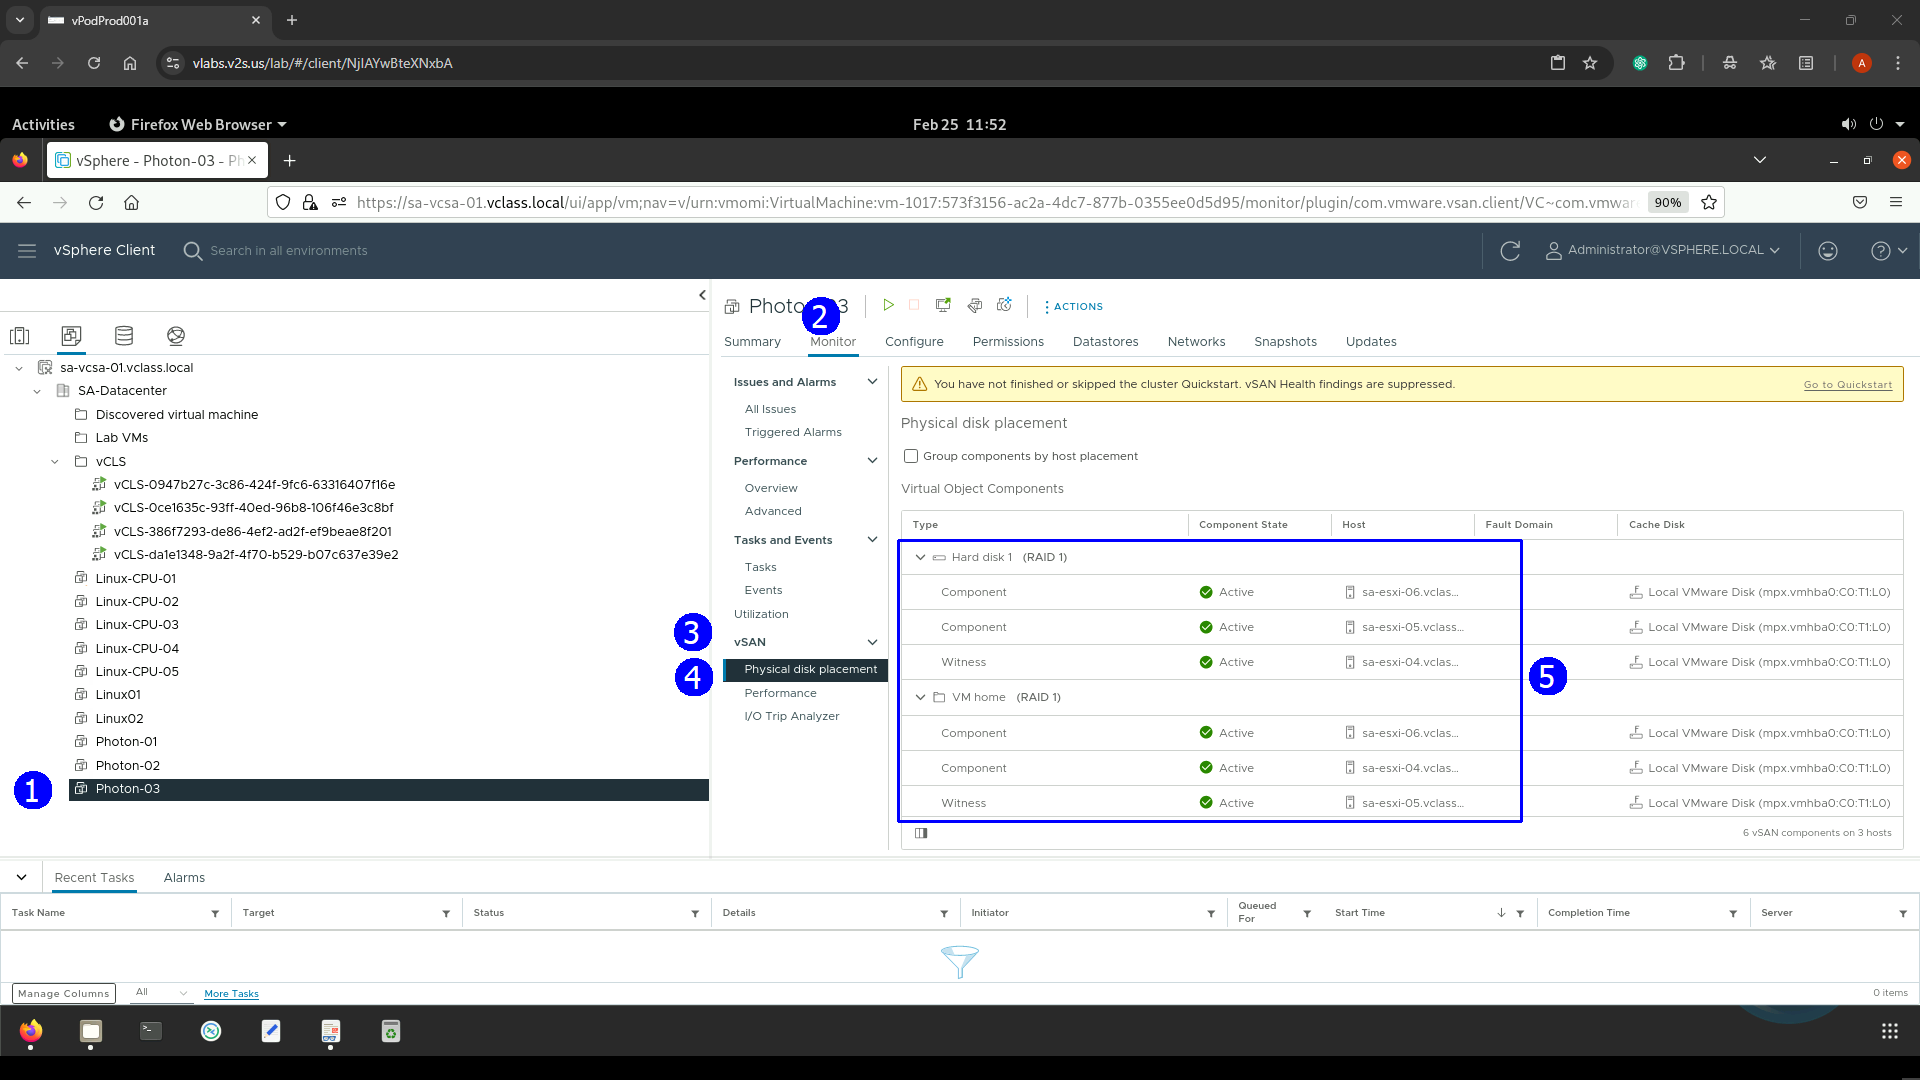 vPodProd001a
vlabs.v2s.us/lab/#/client/NjlAYwBteXNxbA
A
Activities
Firefox Web Browser
Feb 25 11:52
vSphere - Photon-03 - Ph
https://sa-vcsa-01.vclass.local/ui/app/vm;nav=v/urn:vmomi:VirtualMachine:vm-1017:573f3156-ac2a-4dc7-877b-0355ee0d5d95/monitor/plugin/com.vmware.vsan.client/VC~com.vmwar
90%
vSphere Client
Search in all environments
Administrator@VSPHERE.LOCAL
Photo 3
2
ACTIONS
Summary
Monitor
Configure
Permissions
Datastores
Networks
Snapshots
Updates
sa-vcsa-01.vclass.local
SA-Datacenter
Discovered virtual machine
Lab VMs
vCLS
vCLS-0947b27c-3c86-424f-9fc6-63316407f16e
vCLS-0ce1635c-93ff-40ed-96b8-106f46e3c8bf
vCLS-386f7293-de86-4ef2-ad2f-ef9beae8f201
vCLS-da1e1348-9a2f-4f70-b529-b07c637e39e2
Linux-CPU-01
Linux-CPU-02
Linux-CPU-03
Linux-CPU-04
Linux-CPU-05
Linux01
Linux02
Photon-01
Photon-02
1
Photon-03
Issues and Alarms
All Issues
Triggered Alarms
Performance
Overview
Advanced
Tasks and Events
Tasks
Events
Utilization
3
vSAN
4
Physical disk placement
Performance
I/O Trip Analyzer
You have not finished or skipped the cluster Quickstart. vSAN Health findings are suppressed.
Go to Quickstart
Physical disk placement
Group components by host placement
Virtual Object Components
Type Component State Host Fault Domain Cache Disk
Hard disk 1 (RAID 1)
Component Active sa-esxi-06.vclas... Local VMware Disk (mpx.vmhba0:C0:T1:L0)
Component Active sa-esxi-05.vclass... Local VMware Disk (mpx.vmhba0:C0:T1:L0)
Witness Active sa-esxi-04.vclas... Local VMware Disk (mpx.vmhba0:C0:T1:L0)
5
VM home (RAID 1)
Component Active sa-esxi-06.vclas... Local VMware Disk (mpx.vmhba0:C0:T1:L0)
Component Active sa-esxi-04.vclas... Local VMware Disk (mpx.vmhba0:C0:T1:L0)
Witness Active sa-esxi-05.vclass... Local VMware Disk (mpx.vmhba0:C0:T1:L0)
6 vSAN components on 3 hosts
Recent Tasks
Alarms
Task Name Target Status Details Initiator Queued For Start Time Completion Time Server
Manage Columns
All
More Tasks
0 items